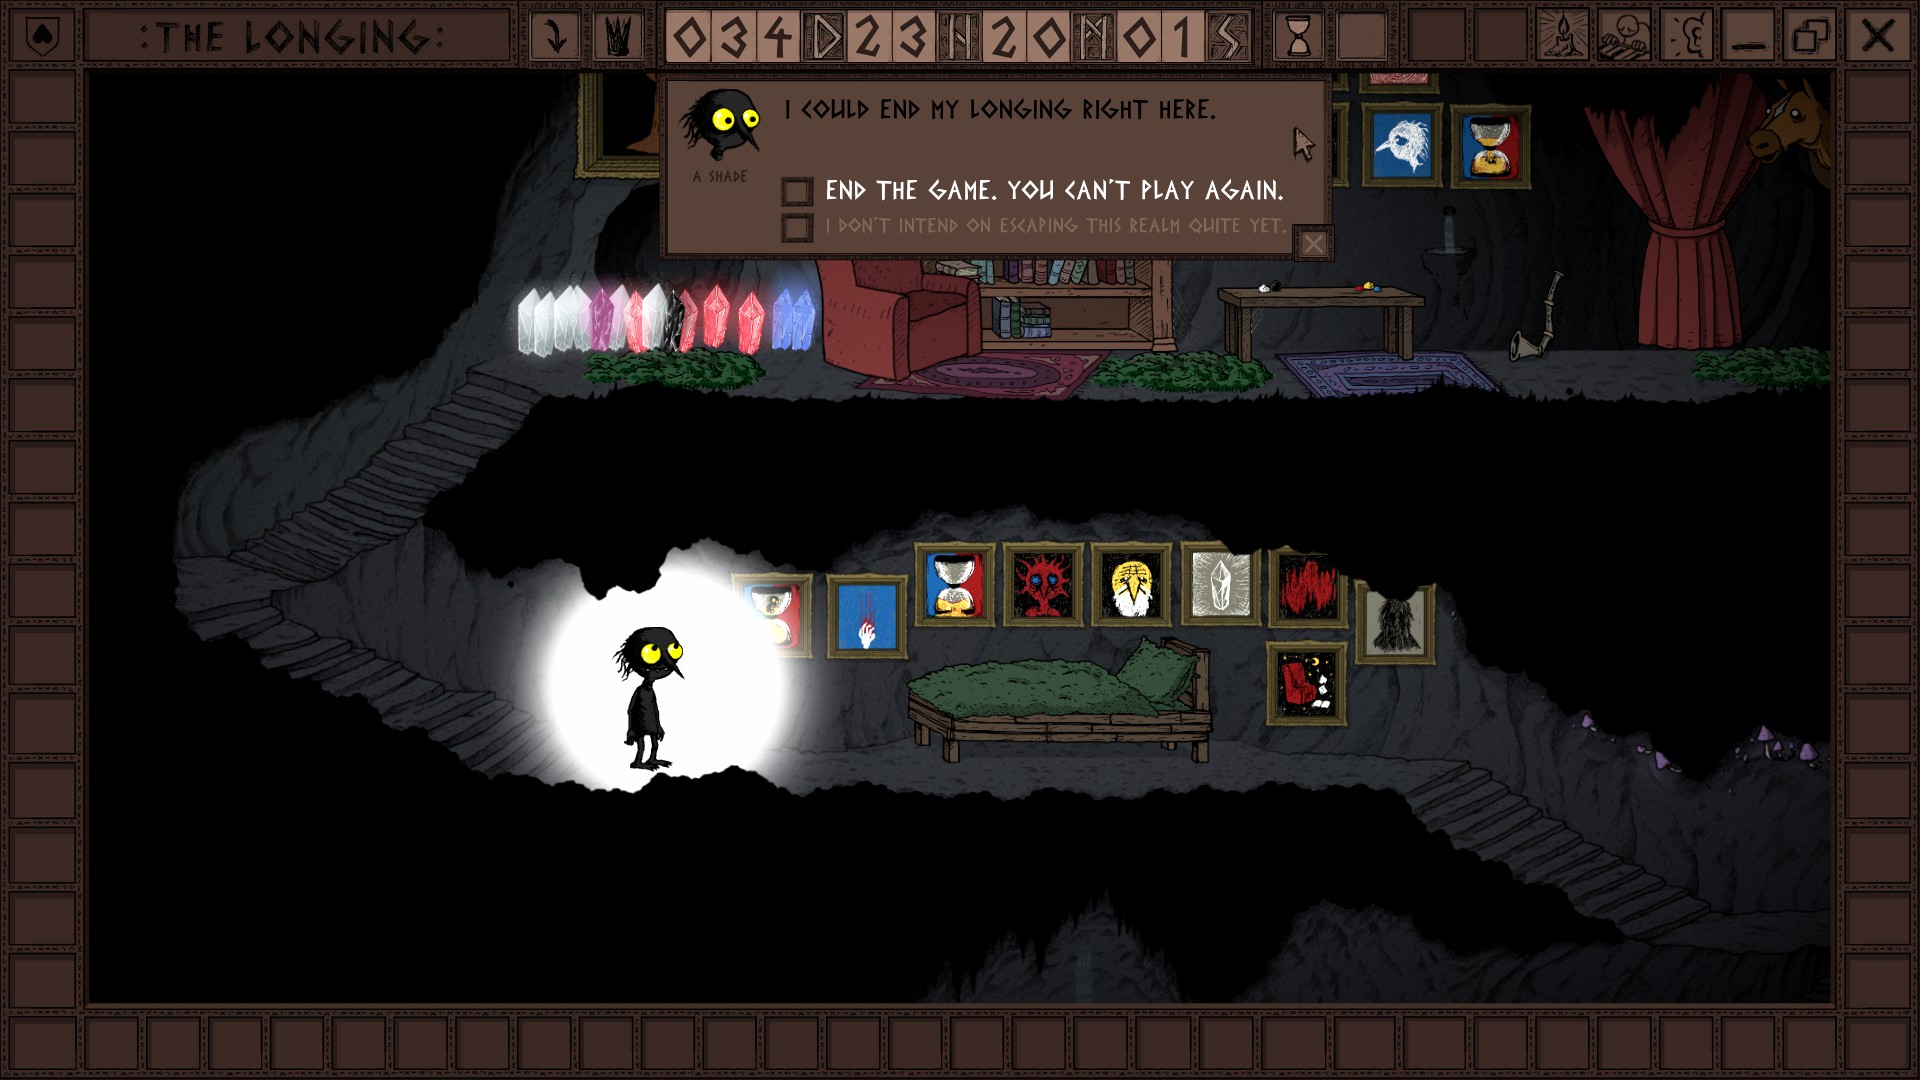 :THE LONGING:
034D23H20M01S
I COULD END MY LONGING RIGHT HERE.
A SHADE
END THE GAME. YOU CAN'T PLAY AGAIN.
I DON'T INTEND ON ESCAPING THIS REALM QUITE YET.